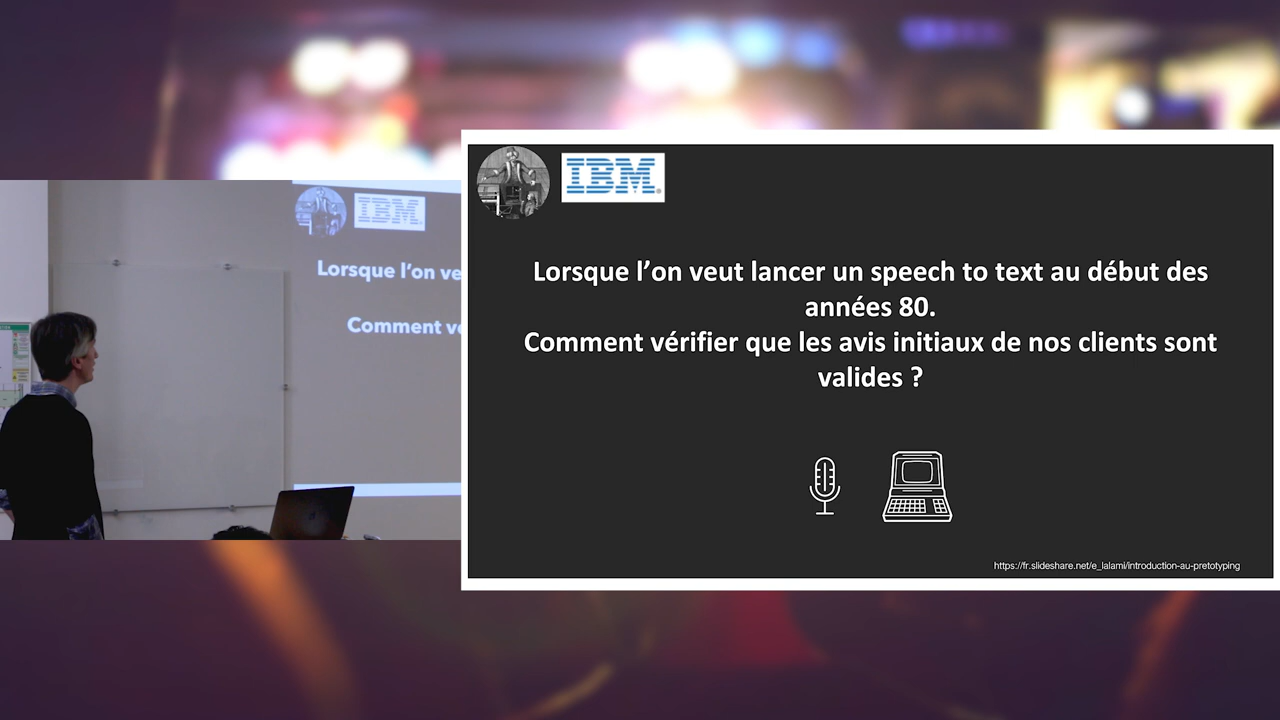 IBM
Lorsque l'on ve
Comment vé
IBM
Lorsque l'on veut lancer un speech to text au début des
années 80.
Comment vérifier que les avis initiaux de nos clients sont
valides ?
https://fr.slideshare.net/e_lalami/introduction-au-pretotyping